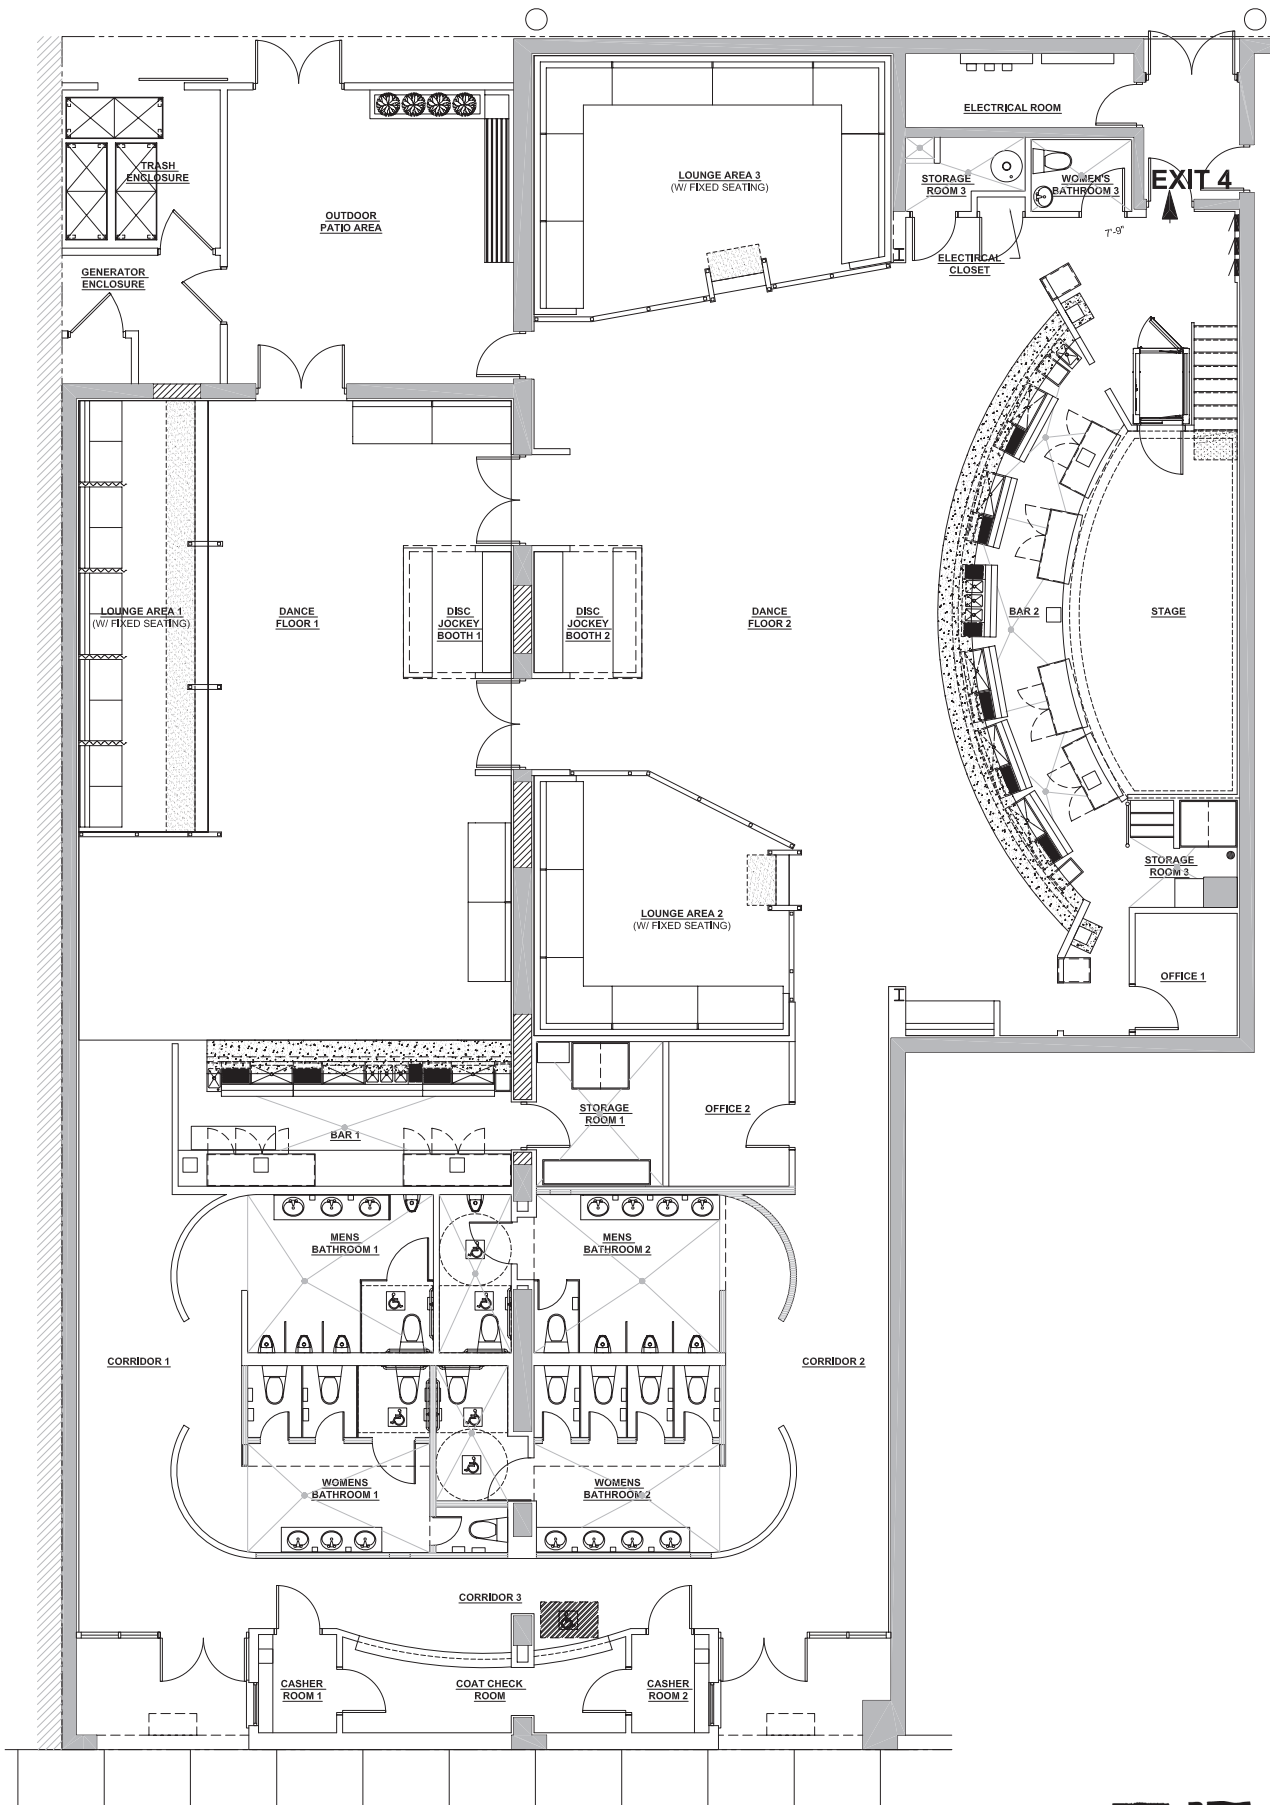 ELECTRICAL ROOM
TRASH
ENCLOSURE
LOUNGE AREA 3
(W/ FIXED SEATING)
STORAGE
ROOM 3
WOMEN'S
BATHROOM 3
EXIT 4
OUTDOOR
PATIO AREA
7'-9"
GENERATOR
ENCLOSURE
ELECTIRCAL
CLOSET
LOUNGE AREA 1
(W/ FIXED SEATING)
DANCE
FLOOR 1
DISC
JOCKEY
BOOTH 1
DISC
JOCKEY
BOOTH 2
DANCE
FLOOR 2
BAR 2
STAGE
STORAGE
ROOM 3
LOUNGE AREA 2
(W/ FIXED SEATING)
OFFICE 1
STORAGE
ROOM 1
OFFICE 2
BAR 1
MENS
BATHROOM 1
MENS
BATHROOM 2
CORRIDOR 1
CORRIDOR 2
WOMENS
BATHROOM 1
WOMENS
BATHROOM 2
CORRIDOR 3
CASHER
ROOM 1
COAT CHECK
ROOM
CASHER
ROOM 2